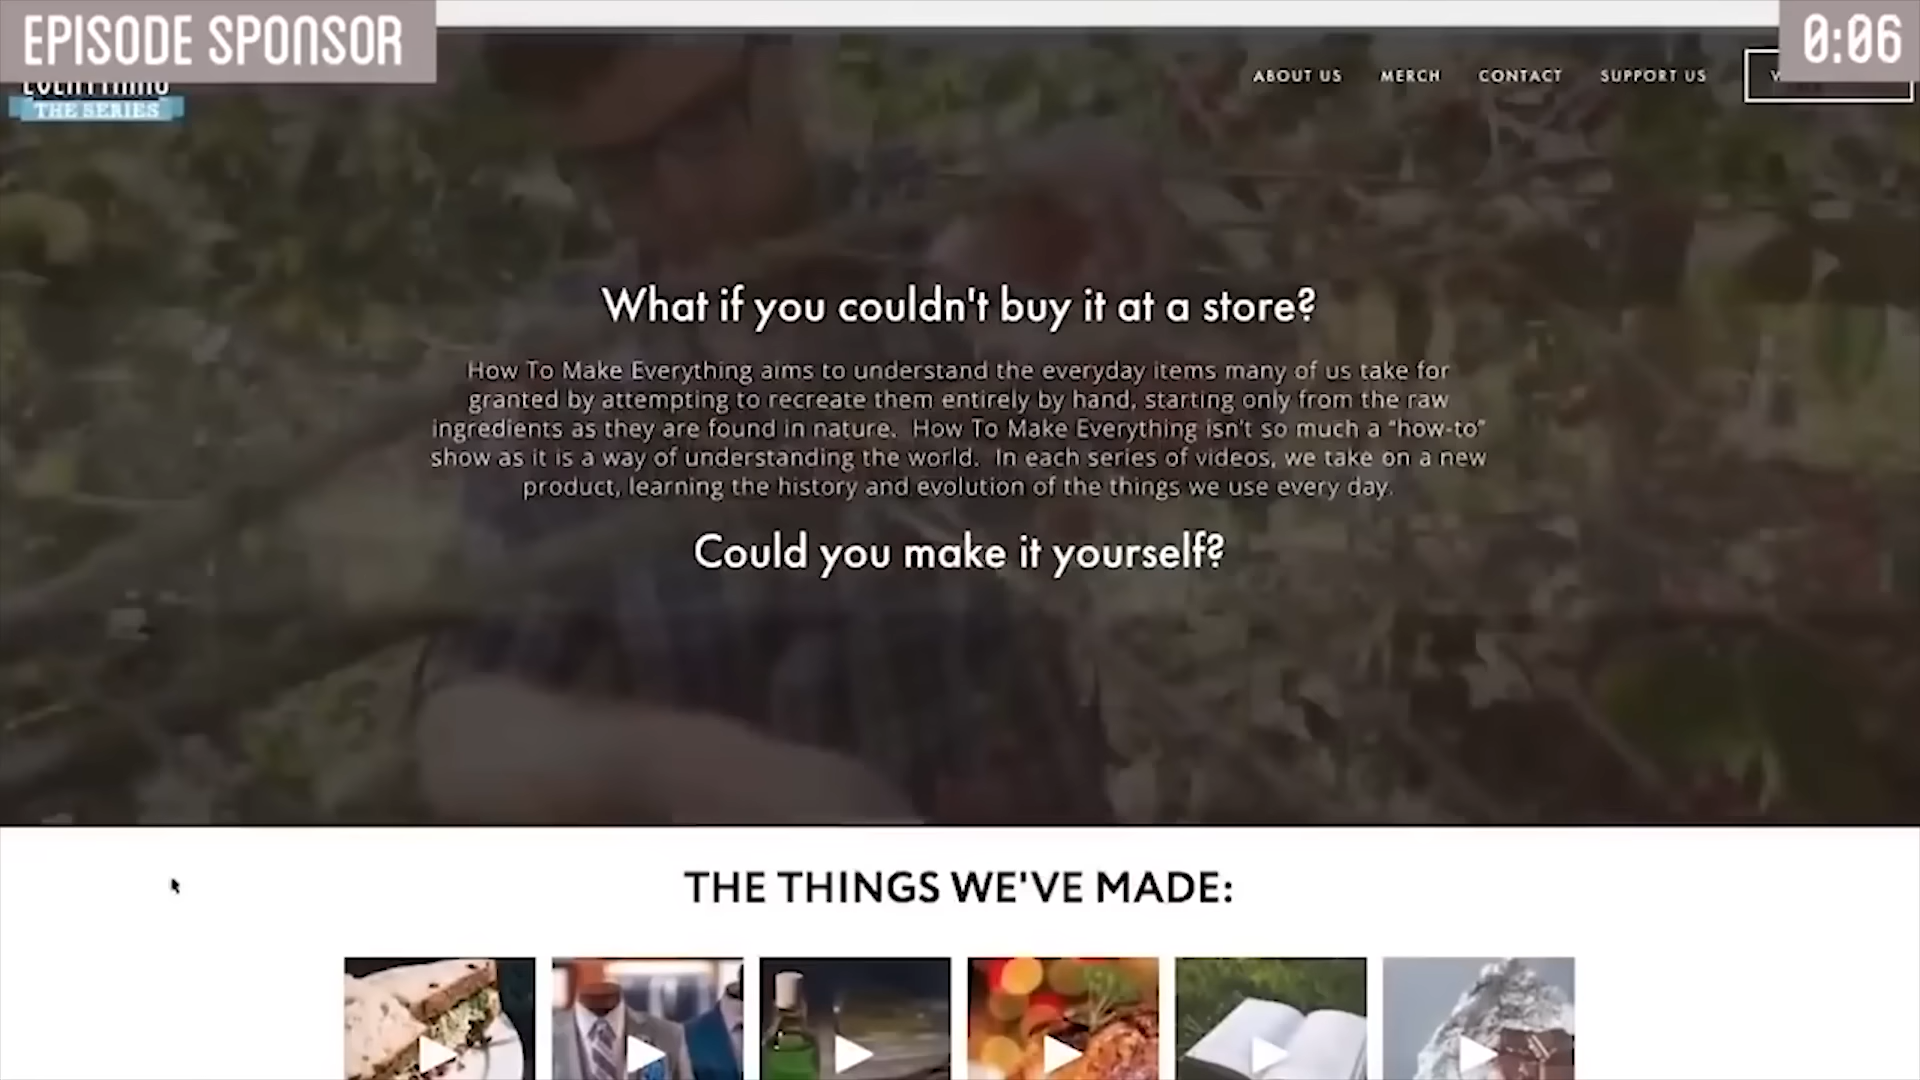 EPISODE SPONSOR
0:06
THE SERIES
ABOUT US MERCH CONTACT SUPPORT US
What if you couldn't buy it at a store?
How To Make Everything aims to understand the everyday items many of us take for
granted by attempting to recreate them entirely by hand, starting only from the raw
ingredients as they are found in nature. How To Make Everything isn't so much a "how-to"
show as it is a way of understanding the world. In each series of videos, we take on a new
product, learning the history and evolution of the things we use every day.
Could you make it yourself?
THE THINGS WE'VE MADE: